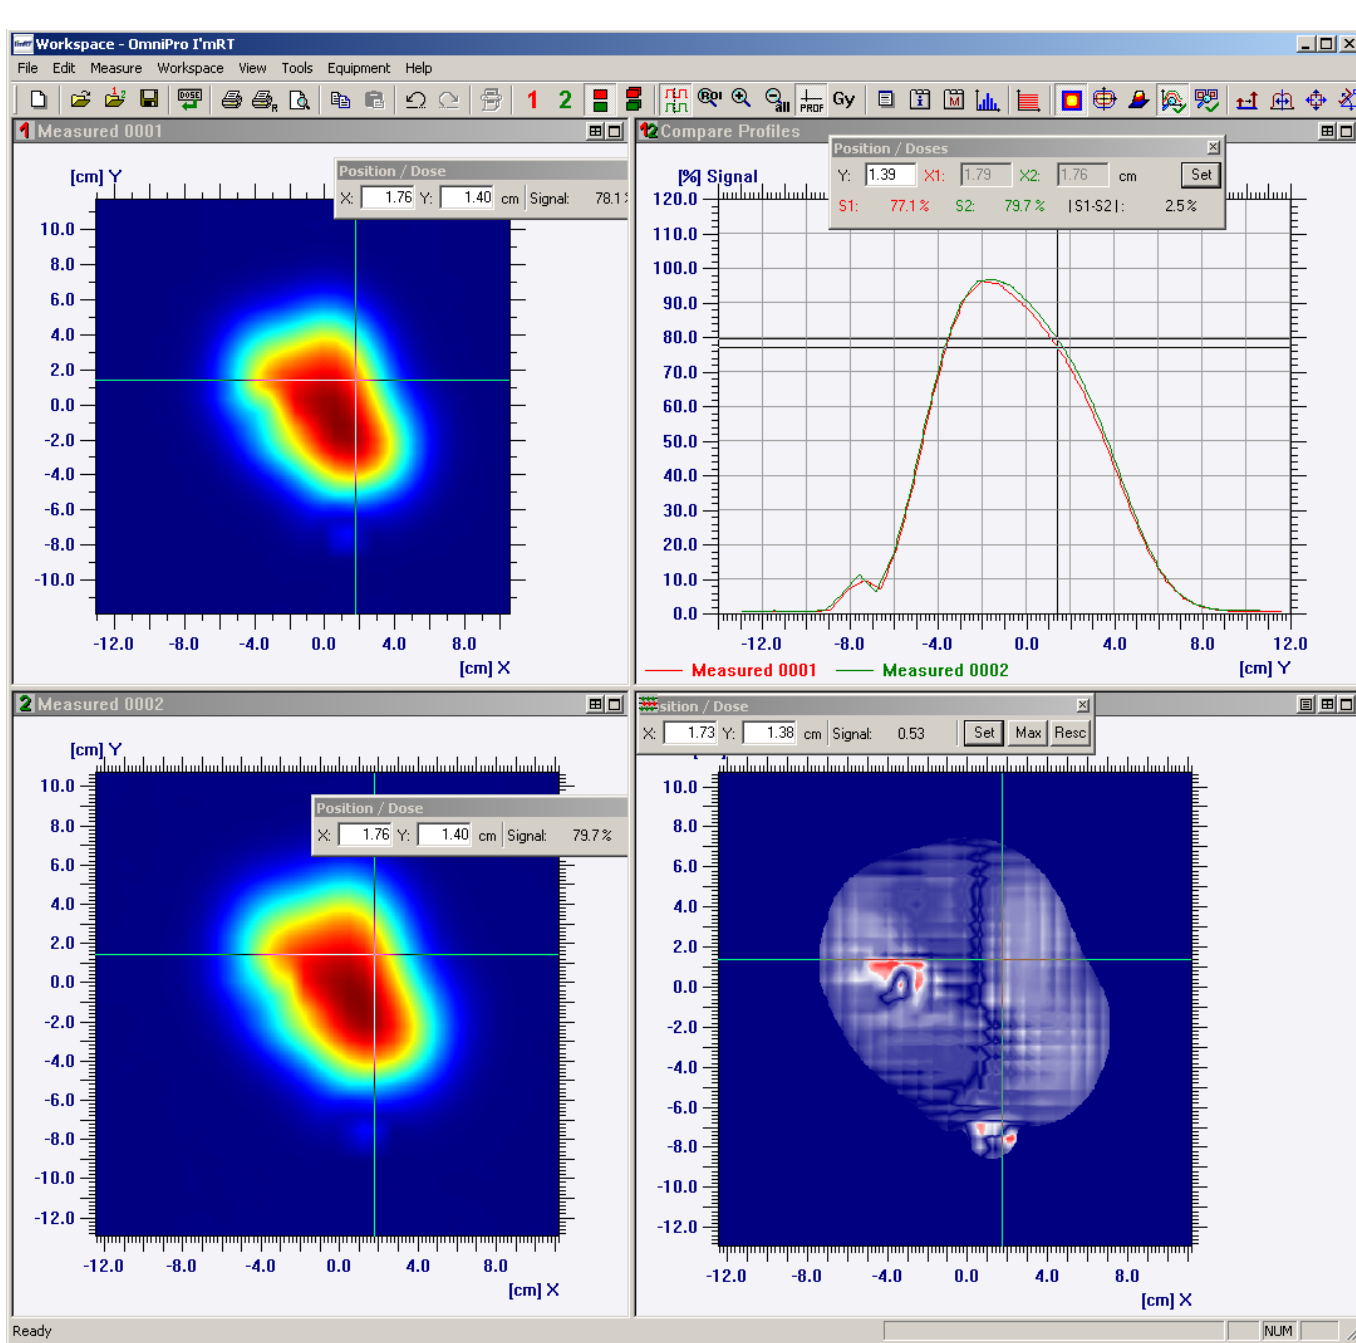 Workspace - OmniPro I'mRT
File Edit Measure Workspace View Tools Equipment Help
DOSE 1 2 ROI all PROF Gy
1 Measured 0001
Position / Dose
X: 1.76 Y: 1.40 cm Signal: 78.1
[cm] Y
10.0
8.0
6.0
4.0
2.0
0.0
-2.0
-4.0
-6.0
-8.0
-10.0
-12.0 -8.0 -4.0 0.0 4.0 8.0
[cm] X
12 Compare Profiles
Position / Doses
Y: 1.39 X1: 1.79 X2: 1.76 cm Set
S1: 77.1 % S2: 79.7 % |S1-S2|: 2.5 %
[%] Signal
120.0
110.0
100.0
90.0
80.0
70.0
60.0
50.0
40.0
30.0
20.0
10.0
0.0
-12.0 -8.0 -4.0 0.0 4.0 8.0 12.0
Measured 0001 Measured 0002 [cm] Y
2 Measured 0002
[cm] Y
Position / Dose
X: 1.76 Y: 1.40 cm Signal: 79.7 %
10.0
8.0
6.0
4.0
2.0
0.0
-2.0
-4.0
-6.0
-8.0
-10.0
-12.0
-12.0 -8.0 -4.0 0.0 4.0 8.0
[cm] X
sition / Dose
X: 1.73 Y: 1.38 cm Signal: 0.53 Set Max Resc
10.0
8.0
6.0
4.0
2.0
0.0
-2.0
-4.0
-6.0
-8.0
-10.0
-12.0
-12.0 -8.0 -4.0 0.0 4.0 8.0
[cm] X
Ready NUM